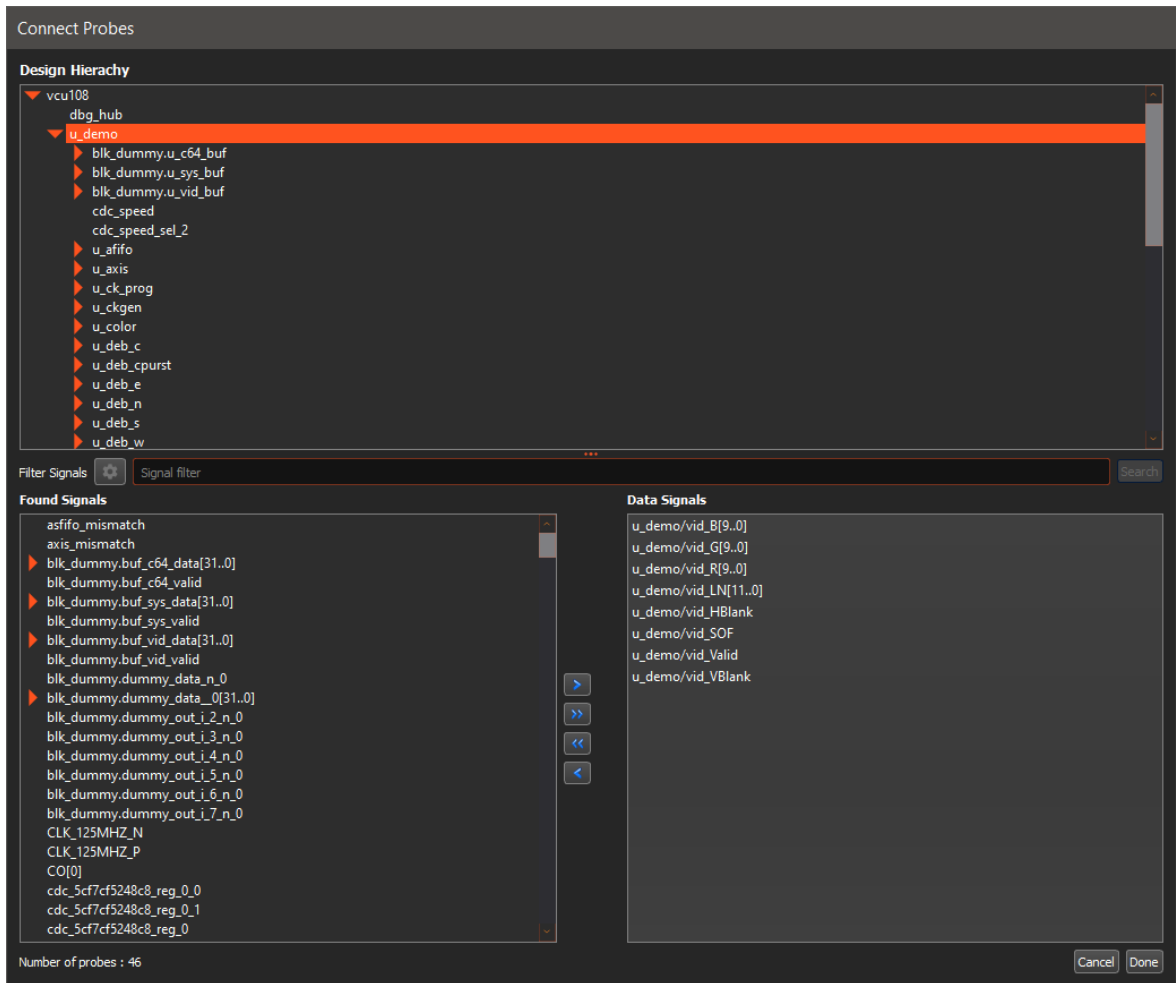 Connect Probes
Design Hierachy
vcu108
dbg_hub
u_demo
blk_dummy.u_c64_buf
blk_dummy.u_sys_buf
blk_dummy.u_vid_buf
cdc_speed
cdc_speed_sel_2
u_afifo
u_axis
u_ck_prog
u_ckgen
u_color
u_deb_c
u_deb_cpurst
u_deb_e
u_deb_n
u_deb_s
u_deb_w
Filter Signals Signal filter Search
Found Signals
asfifo_mismatch
axis_mismatch
blk_dummy.buf_c64_data[31..0]
blk_dummy.buf_c64_valid
blk_dummy.buf_sys_data[31..0]
blk_dummy.buf_sys_valid
blk_dummy.buf_vid_data[31..0]
blk_dummy.buf_vid_valid
blk_dummy.dummy_data_n_0
blk_dummy.dummy_data__0[31..0]
blk_dummy.dummy_out_i_2_n_0
blk_dummy.dummy_out_i_3_n_0
blk_dummy.dummy_out_i_4_n_0
blk_dummy.dummy_out_i_5_n_0
blk_dummy.dummy_out_i_6_n_0
blk_dummy.dummy_out_i_7_n_0
CLK_125MHZ_N
CLK_125MHZ_P
CO[0]
cdc_5cf7cf5248c8_reg_0_0
cdc_5cf7cf5248c8_reg_0_1
cdc_5cf7cf5248c8_reg_0
Data Signals
u_demo/vid_B[9..0]
u_demo/vid_G[9..0]
u_demo/vid_R[9..0]
u_demo/vid_LN[11..0]
u_demo/vid_HBlank
u_demo/vid_SOF
u_demo/vid_Valid
u_demo/vid_VBlank
Number of probes : 46
Cancel Done